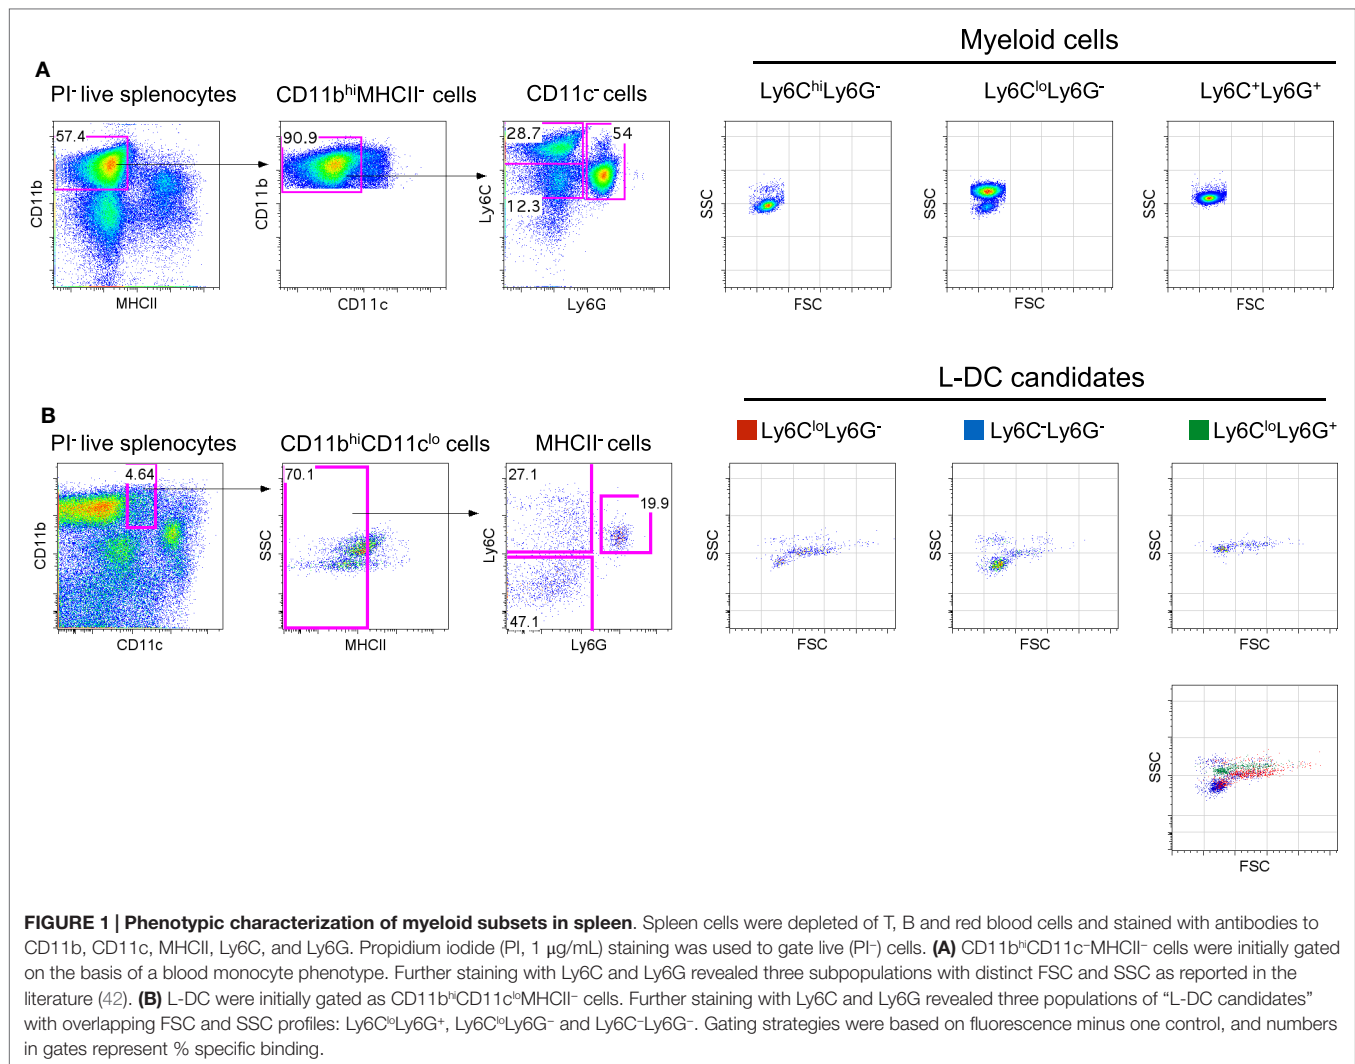 Myeloid cells
A
PI⁻ live splenocytes
CD11bʰⁱMHCII⁻ cells
CD11c⁻ cells
Ly6CʰⁱLy6G⁻
Ly6CˡᵒLy6G⁻
Ly6C⁺Ly6G⁺
57.4
CD11b
MHCII
90.9
CD11b
CD11c
28.7
54
12.3
Ly6C
Ly6G
SSC
FSC
SSC
FSC
SSC
FSC
L-DC candidates
B
PI⁻ live splenocytes
CD11bʰⁱCD11cˡᵒ cells
MHCII⁻ cells
Ly6CˡᵒLy6G⁻
Ly6C⁻Ly6G⁻
Ly6CˡᵒLy6G⁺
4.64
CD11b
CD11c
70.1
SSC
MHCII
27.1
19.9
47.1
Ly6C
Ly6G
SSC
FSC
SSC
FSC
SSC
FSC
SSC
FSC
FIGURE 1 | Phenotypic characterization of myeloid subsets in spleen. Spleen cells were depleted of T, B and red blood cells and stained with antibodies to
CD11b, CD11c, MHCII, Ly6C, and Ly6G. Propidium iodide (PI, 1 μg/mL) staining was used to gate live (PI⁻) cells. (A) CD11bʰⁱCD11c⁻MHCII⁻ cells were initially gated
on the basis of a blood monocyte phenotype. Further staining with Ly6C and Ly6G revealed three subpopulations with distinct FSC and SSC as reported in the
literature (42). (B) L-DC were initially gated as CD11bʰⁱCD11cˡᵒMHCII⁻ cells. Further staining with Ly6C and Ly6G revealed three populations of “L-DC candidates”
with overlapping FSC and SSC profiles: Ly6CˡᵒLy6G⁺, Ly6CˡᵒLy6G⁻ and Ly6C⁻Ly6G⁻. Gating strategies were based on fluorescence minus one control, and numbers
in gates represent % specific binding.